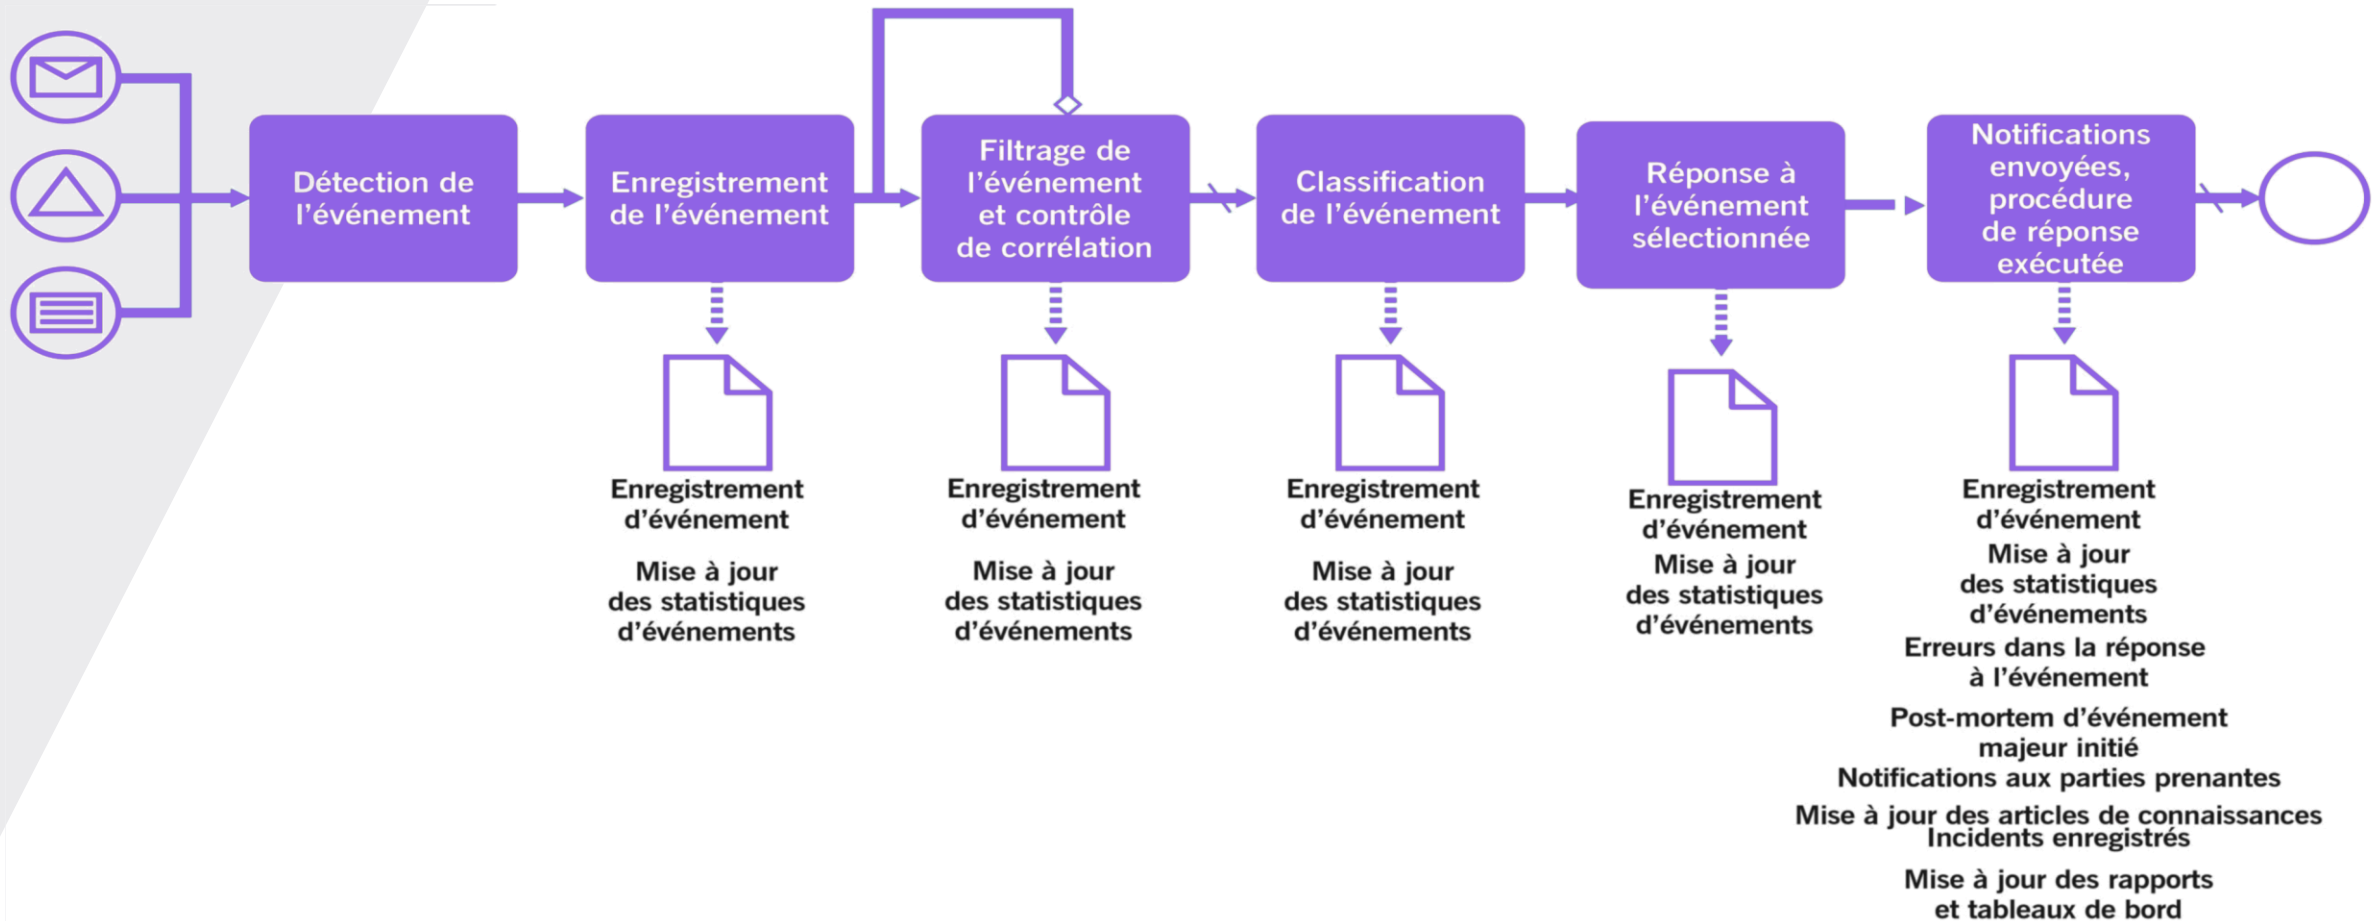 Détection de
l'événement
Enregistrement
de l'événement
Filtrage de
l'événement
et contrôle
de corrélation
Classification
de l'événement
Réponse à
l'événement
sélectionnée
Notifications
envoyées,
procédure
de réponse
exécutée
Enregistrement
d'événement
Mise à jour
des statistiques
d'événements
Enregistrement
d'événement
Mise à jour
des statistiques
d'événements
Enregistrement
d'événement
Mise à jour
des statistiques
d'événements
Enregistrement
d'événement
Mise à jour
des statistiques
d'événements
Enregistrement
d'événement
Mise à jour
des statistiques
d'événements
Erreurs dans la réponse
à l'événement
Post-mortem d'événement
majeur initié
Notifications aux parties prenantes
Mise à jour des articles de connaissances
Incidents enregistrés
Mise à jour des rapports
et tableaux de bord